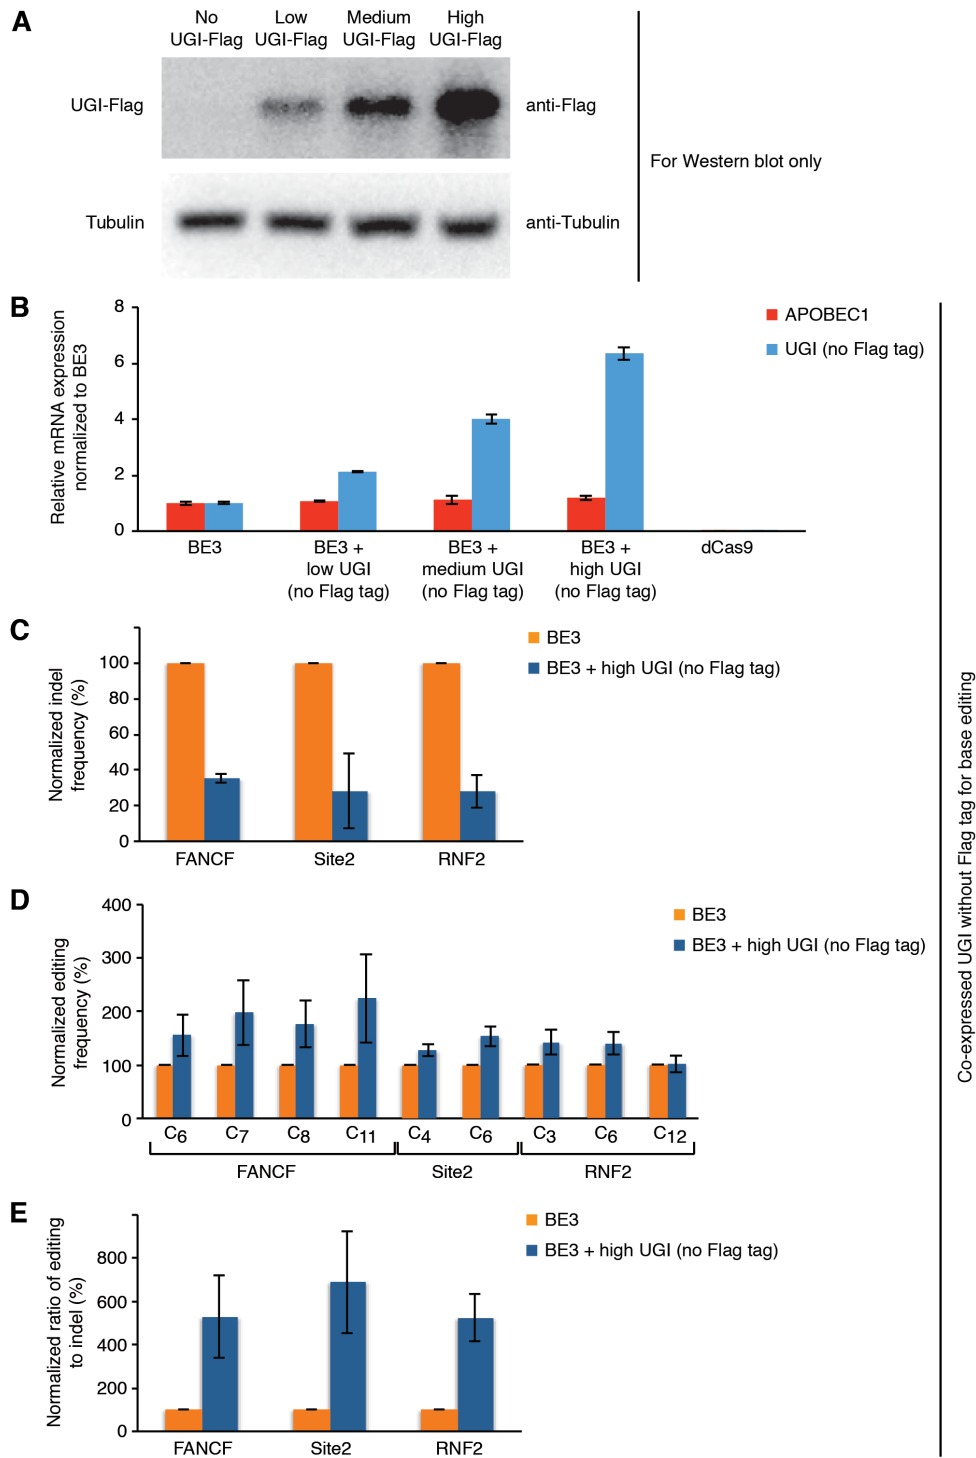 A
No
UGI-Flag
Low
UGI-Flag
Medium
UGI-Flag
High
UGI-Flag
UGI-Flag
anti-Flag
Tubulin
anti-Tubulin
For Western blot only
B
Relative mRNA expression
normalized to BE3
8
6
4
2
0
APOBEC1
UGI (no Flag tag)
BE3
BE3 +
low UGI
(no Flag tag)
BE3 +
medium UGI
(no Flag tag)
BE3 +
high UGI
(no Flag tag)
dCas9
C
Normalized indel
frequency (%)
100
80
60
40
20
0
BE3
BE3 + high UGI (no Flag tag)
FANCF
Site2
RNF2
D
Normalized editing
frequency (%)
400
300
200
100
0
BE3
BE3 + high UGI (no Flag tag)
C6 C7 C8 C11 C4 C6 C3 C6 C12
FANCF
Site2
RNF2
E
Normalized ratio of editing
to indel (%)
800
600
400
200
0
BE3
BE3 + high UGI (no Flag tag)
FANCF
Site2
RNF2
Co-expressed UGI without Flag tag for base editing